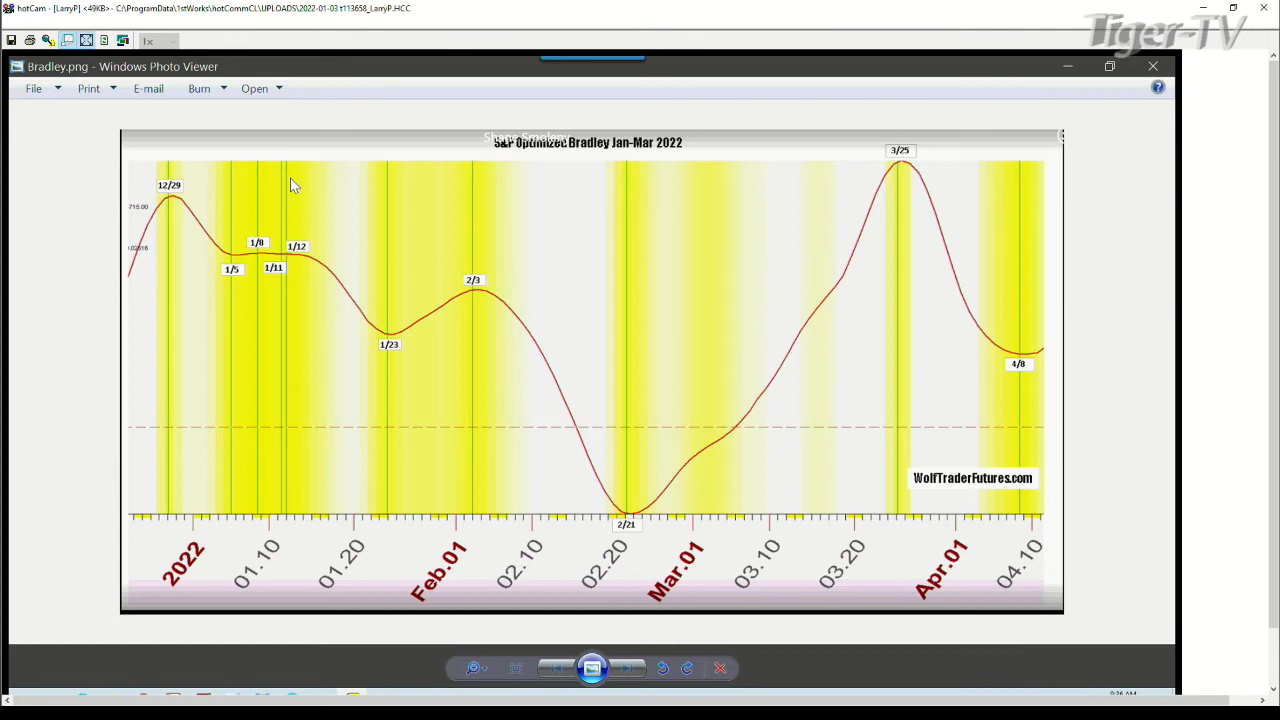 hotCam - [LarryP] <49KB>- C:\ProgramData\1stWorks\hotCommCL\UPLOADS\2022-01-03 t113658_LarryP.HCC
Tiger-TV
1x
Bradley.png - Windows Photo Viewer
File Print E-mail Burn Open
S&P Optimized Bradley Jan-Mar 2022
3/25
12/29
715.00
1/8 1/12
1/11
1/5
2/3
1/23
4/8
WolfTraderFutures.com
2/21
2022 01.10 01.20 Feb.01 02.10 02.20 Mar.01 03.10 03.20 Apr.01 04.10